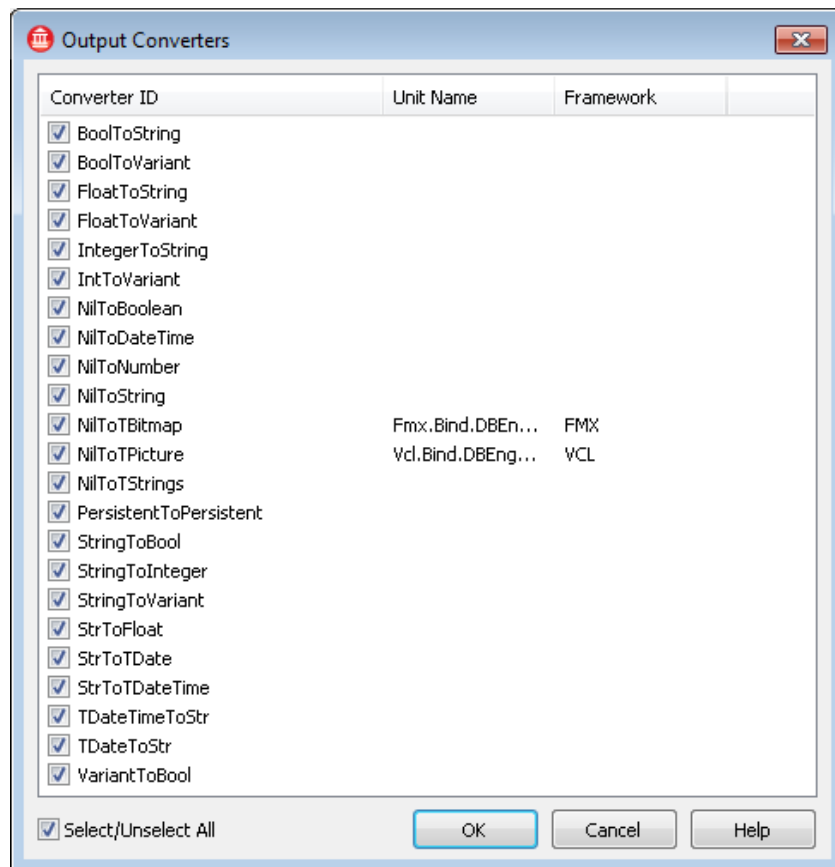 Output Converters
Converter ID Unit Name Framework
BoolToString
BoolToVariant
FloatToString
FloatToVariant
IntegerToString
IntToVariant
NilToBoolean
NilToDateTime
NilToNumber
NilToString
NilToTBitmap Fmx.Bind.DBEn... FMX
NilToTPicture Vcl.Bind.DBEng... VCL
NilToTStrings
PersistentToPersistent
StringToBool
StringToInteger
StringToVariant
StrToFloat
StrToTDate
StrToTDateTime
TDateTimeToStr
TDateToStr
VariantToBool
Select/Unselect All OK Cancel Help